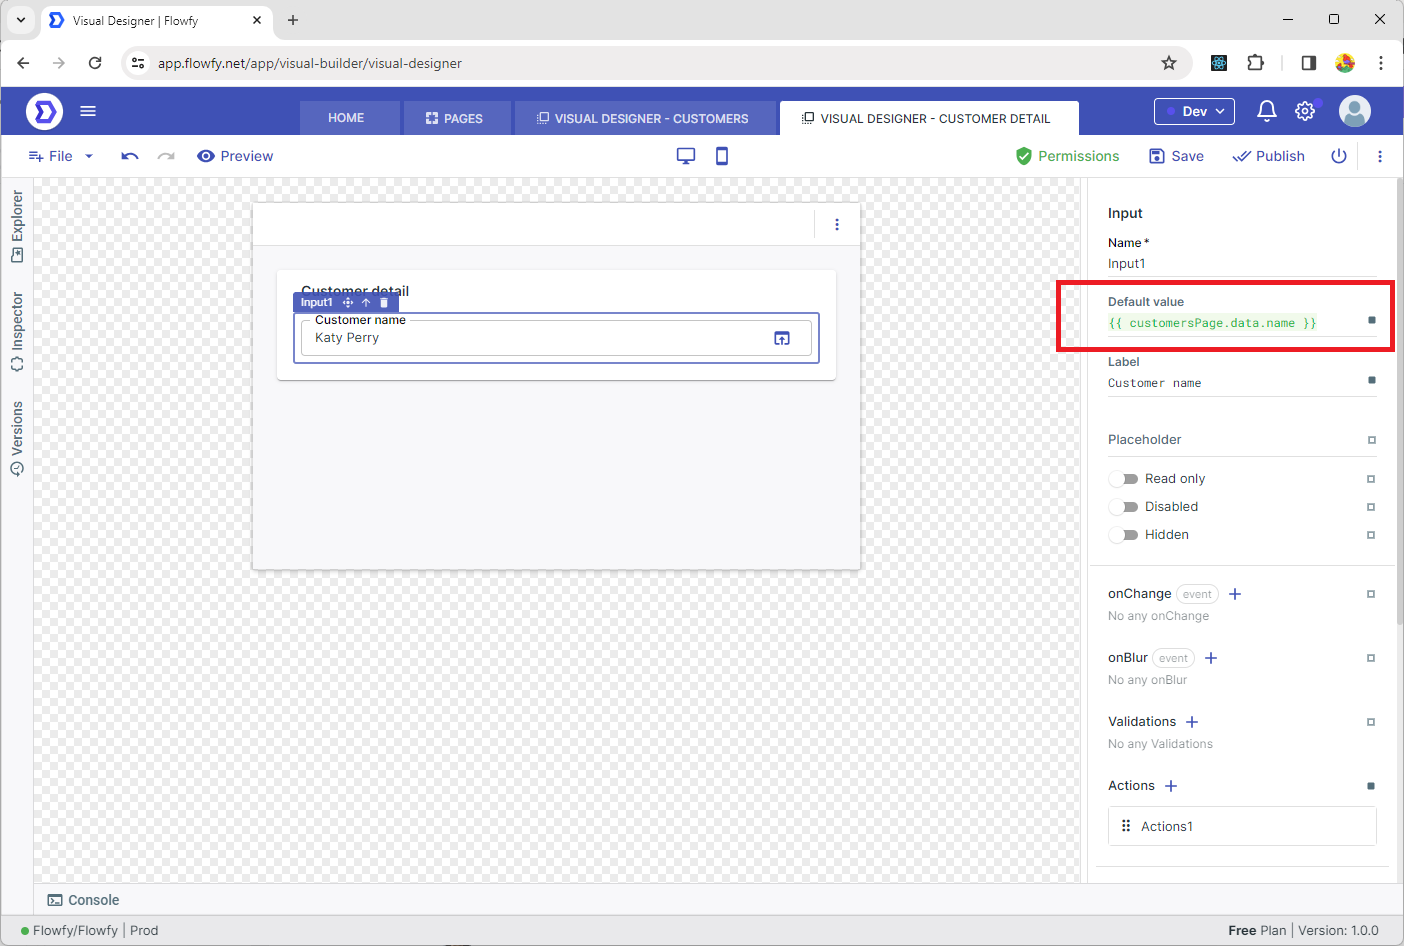 Visual Designer | Flowfy
app.flowfy.net/app/visual-builder/visual-designer
HOME
PAGES
VISUAL DESIGNER - CUSTOMERS
VISUAL DESIGNER - CUSTOMER DETAIL
Dev
File
Preview
Permissions
Save
Publish
Explorer
Inspector
Versions
Customer detail
Input1
Customer name
Katy Perry
Input
Name *
Input1
Default value
{{ customersPage.data.name }}
Label
Customer name
Placeholder
Read only
Disabled
Hidden
onChange event
No any onChange
onBlur event
No any onBlur
Validations
No any Validations
Actions
Actions1
Console
Flowfy/Flowfy | Prod
Free Plan | Version: 1.0.0